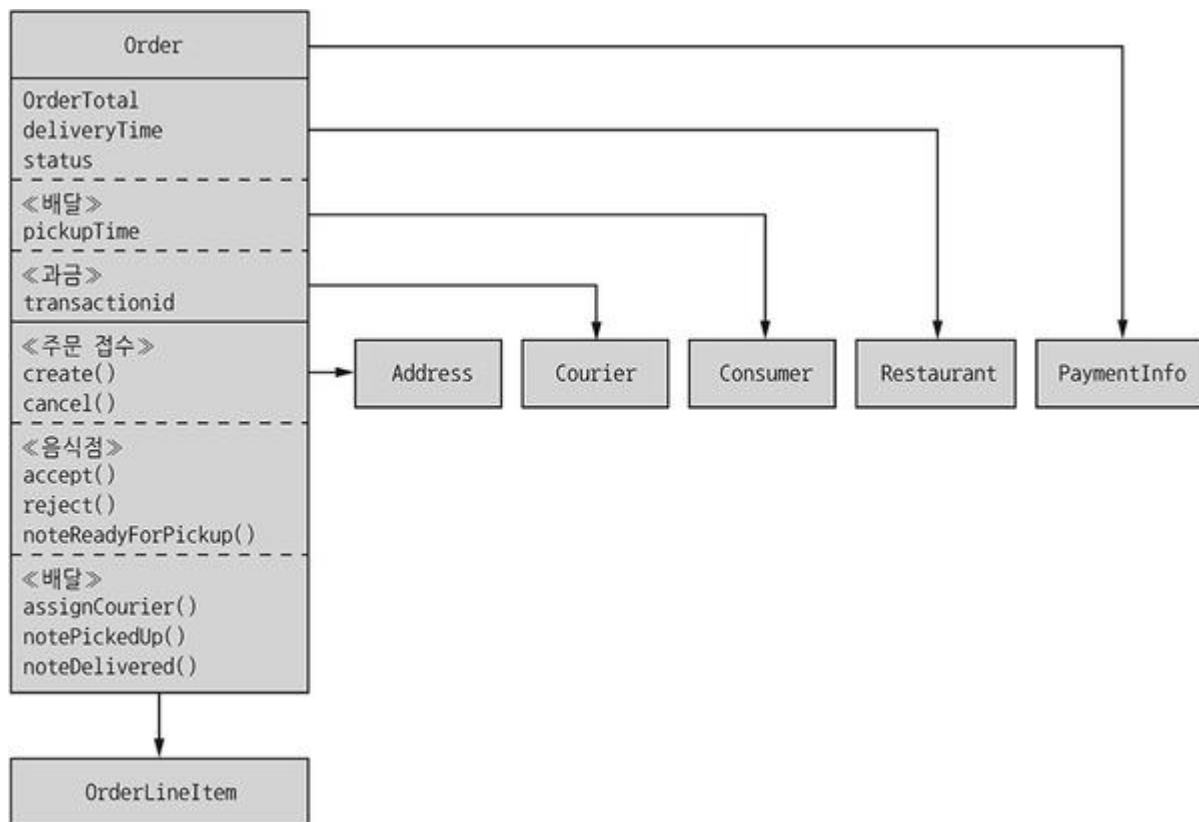 Order
OrderTotal
deliveryTime
status
≪배달≫
pickupTime
≪과금≫
transactionid
≪주문 접수≫
create()
cancel()
≪음식점≫
accept()
reject()
noteReadyForPickup()
≪배달≫
assignCourier()
notePickedUp()
noteDelivered()
Address
Courier
Consumer
Restaurant
PaymentInfo
OrderLineItem